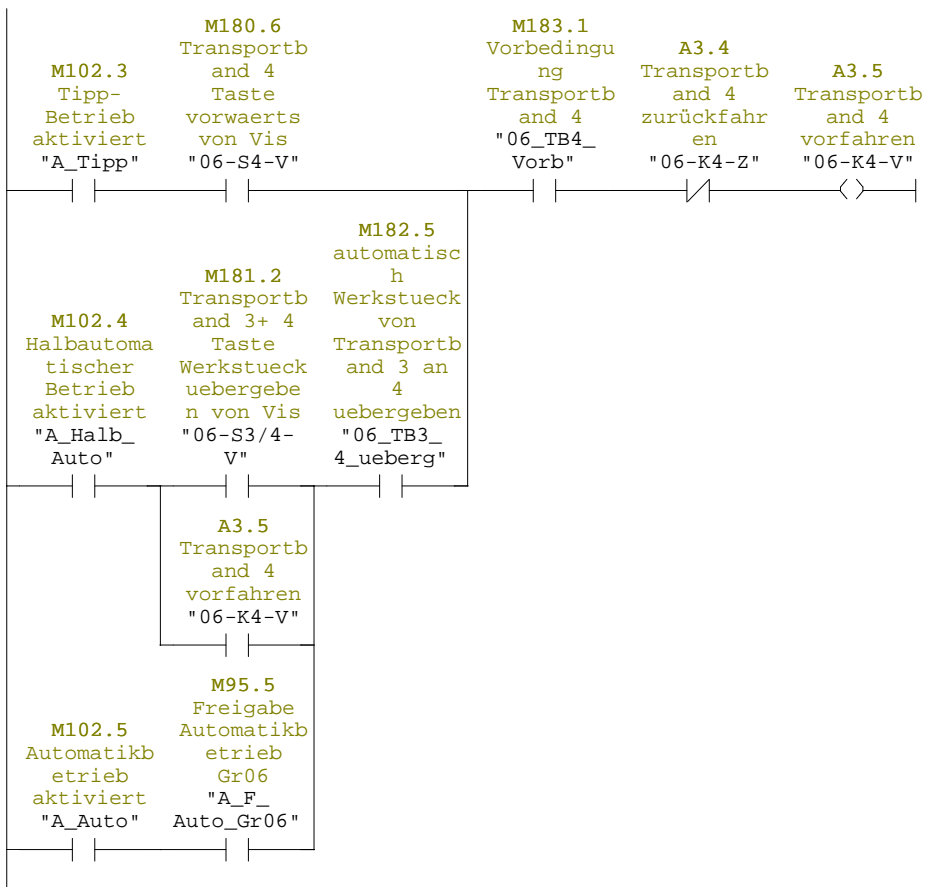 M102.3
Tipp-
Betrieb
aktiviert
"A_Tipp"
M180.6
Transportb
and 4
Taste
vorwaerts
von Vis
"06-S4-V"
M183.1
Vorbedingu
ng
Transportb
and 4
"06_TB4_
Vorb"
A3.4
Transportb
and 4
zurückfahr
en
"06-K4-Z"
A3.5
Transportb
and 4
vorfahren
"06-K4-V"
M102.4
Halbautoma
tischer
Betrieb
aktiviert
"A_Halb_
Auto"
M181.2
Transportb
and 3+ 4
Taste
Werkstueck
uebergebe
n von Vis
"06-S3/4-
V"
M182.5
automatisc
h
Werkstueck
von
Transportb
and 3 an
4
uebergeben
"06_TB3_
4_ueberg"
A3.5
Transportb
and 4
vorfahren
"06-K4-V"
M102.5
Automatikb
etrieb
aktiviert
"A_Auto"
M95.5
Freigabe
Automatikb
etrieb
Gr06
"A_F_
Auto_Gr06"